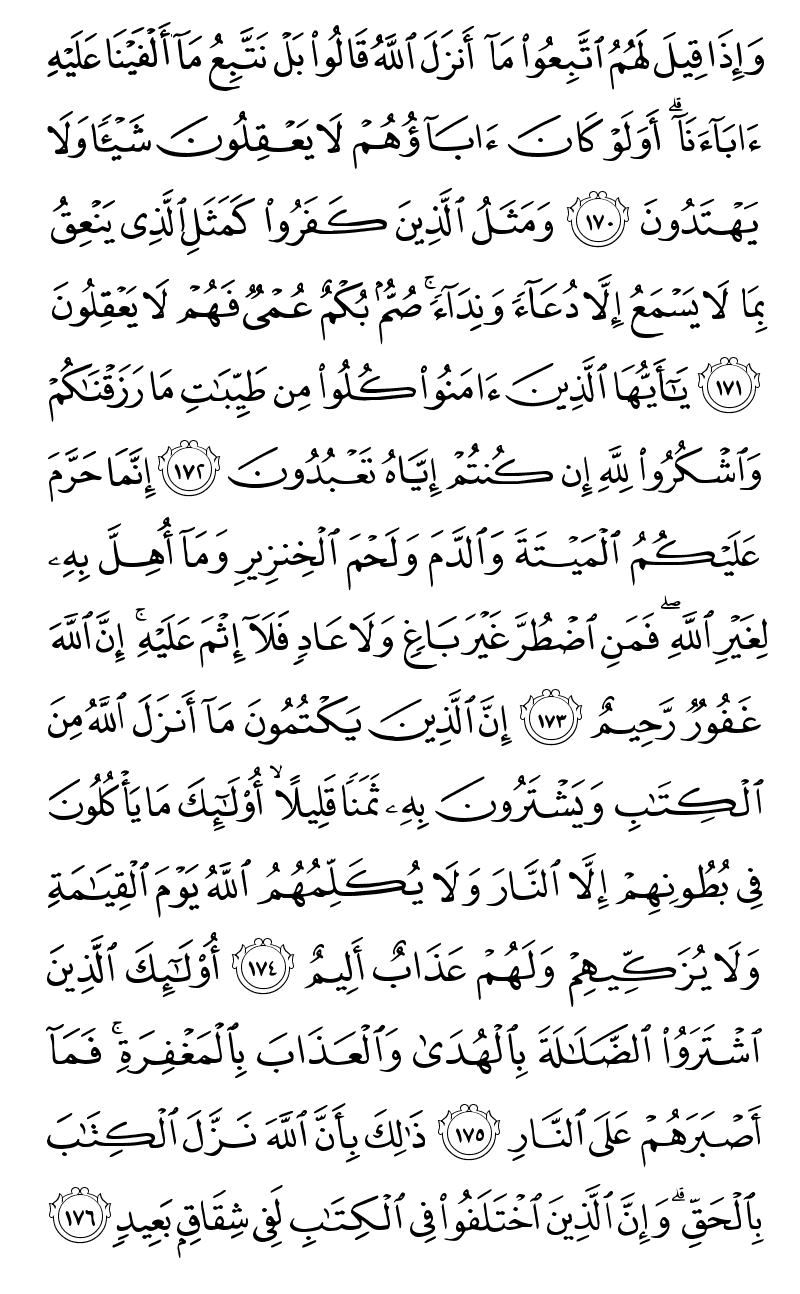 وَإِذَا قِيلَ لَهُمُ ٱتَّبِعُوا۟ مَآ أَنزَلَ ٱللَّهُ قَالُوا۟ بَلْ نَتَّبِعُ مَآ أَلْفَيْنَا عَلَيْهِ
ءَابَآءَنَآ ۗ أَوَلَوْ كَانَ ءَابَآؤُهُمْ لَا يَعْقِلُونَ شَيْـًٔا وَلَا
يَهْتَدُونَ ١٧٠ وَمَثَلُ ٱلَّذِينَ كَفَرُوا۟ كَمَثَلِ ٱلَّذِى يَنْعِقُ
بِمَا لَا يَسْمَعُ إِلَّا دُعَآءً وَنِدَآءً ۚ صُمٌّۢ بُكْمٌ عُمْىٌ فَهُمْ لَا يَعْقِلُونَ
١٧١ يَـٰٓأَيُّهَا ٱلَّذِينَ ءَامَنُوا۟ كُلُوا۟ مِن طَيِّبَـٰتِ مَا رَزَقْنَـٰكُمْ
وَٱشْكُرُوا۟ لِلَّهِ إِن كُنتُمْ إِيَّاهُ تَعْبُدُونَ ١٧٢ إِنَّمَا حَرَّمَ
عَلَيْكُمُ ٱلْمَيْتَةَ وَٱلدَّمَ وَلَحْمَ ٱلْخِنزِيرِ وَمَآ أُهِلَّ بِهِۦ
لِغَيْرِ ٱللَّهِ ۖ فَمَنِ ٱضْطُرَّ غَيْرَ بَاغٍ وَلَا عَادٍ فَلَآ إِثْمَ عَلَيْهِ ۚ إِنَّ ٱللَّهَ
غَفُورٌ رَّحِيمٌ ١٧٣ إِنَّ ٱلَّذِينَ يَكْتُمُونَ مَآ أَنزَلَ ٱللَّهُ مِنَ
ٱلْكِتَـٰبِ وَيَشْتَرُونَ بِهِۦ ثَمَنًا قَلِيلًا ۙ أُو۟لَـٰٓئِكَ مَا يَأْكُلُونَ
فِى بُطُونِهِمْ إِلَّا ٱلنَّارَ وَلَا يُكَلِّمُهُمُ ٱللَّهُ يَوْمَ ٱلْقِيَـٰمَةِ
وَلَا يُزَكِّيهِمْ وَلَهُمْ عَذَابٌ أَلِيمٌ ١٧٤ أُو۟لَـٰٓئِكَ ٱلَّذِينَ
ٱشْتَرَوُا۟ ٱلضَّلَـٰلَةَ بِٱلْهُدَىٰ وَٱلْعَذَابَ بِٱلْمَغْفِرَةِ ۚ فَمَآ
أَصْبَرَهُمْ عَلَى ٱلنَّارِ ١٧٥ ذَٰلِكَ بِأَنَّ ٱللَّهَ نَزَّلَ ٱلْكِتَـٰبَ
بِٱلْحَقِّ ۗ وَإِنَّ ٱلَّذِينَ ٱخْتَلَفُوا۟ فِى ٱلْكِتَـٰبِ لَفِى شِقَاقٍۭ بَعِيدٍ ١٧٦